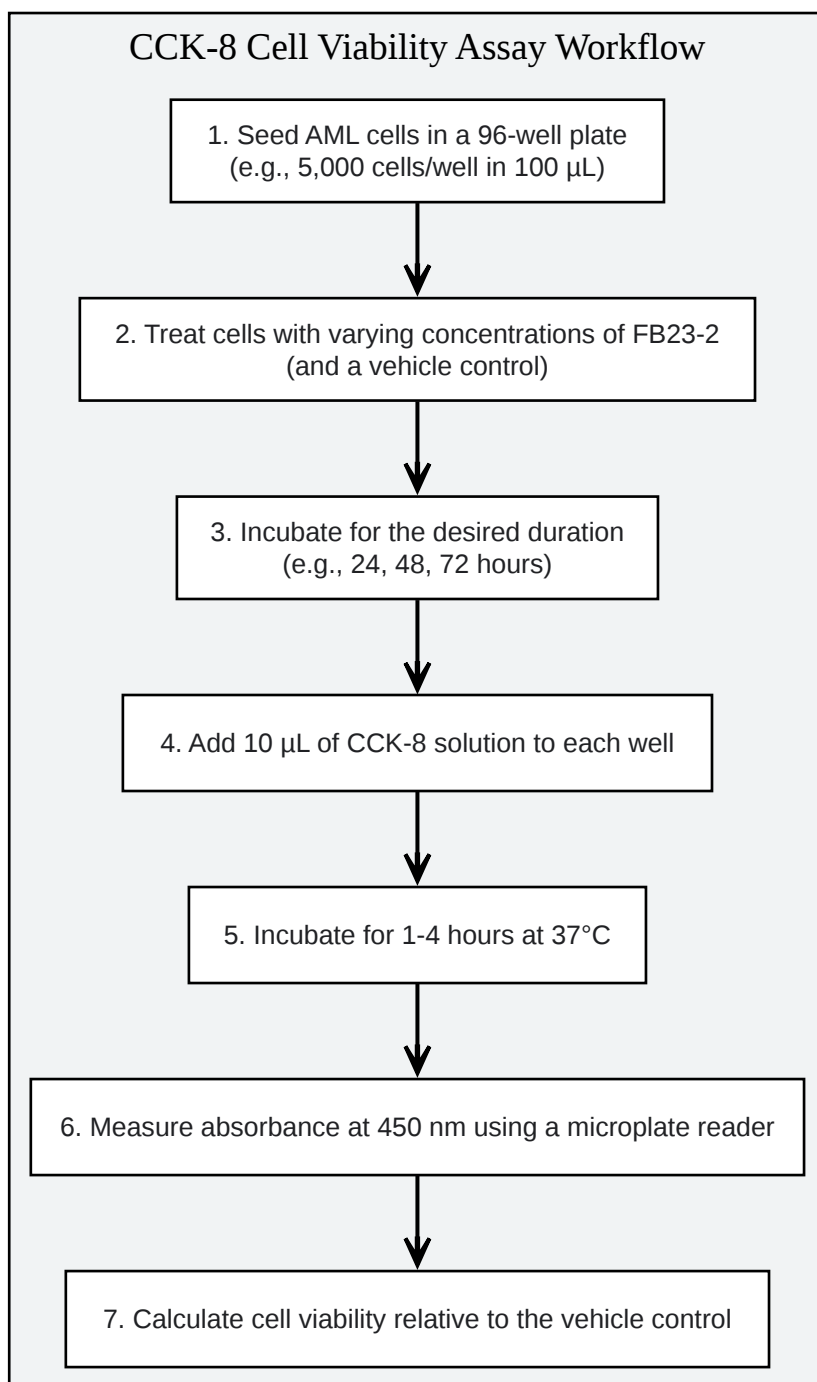 CCK-8 Cell Viability Assay Workflow
1. Seed AML cells in a 96-well plate
(e.g., 5,000 cells/well in 100 µL)
2. Treat cells with varying concentrations of FB23-2
(and a vehicle control)
3. Incubate for the desired duration
(e.g., 24, 48, 72 hours)
4. Add 10 µL of CCK-8 solution to each well
5. Incubate for 1-4 hours at 37°C
6. Measure absorbance at 450 nm using a microplate reader
7. Calculate cell viability relative to the vehicle control